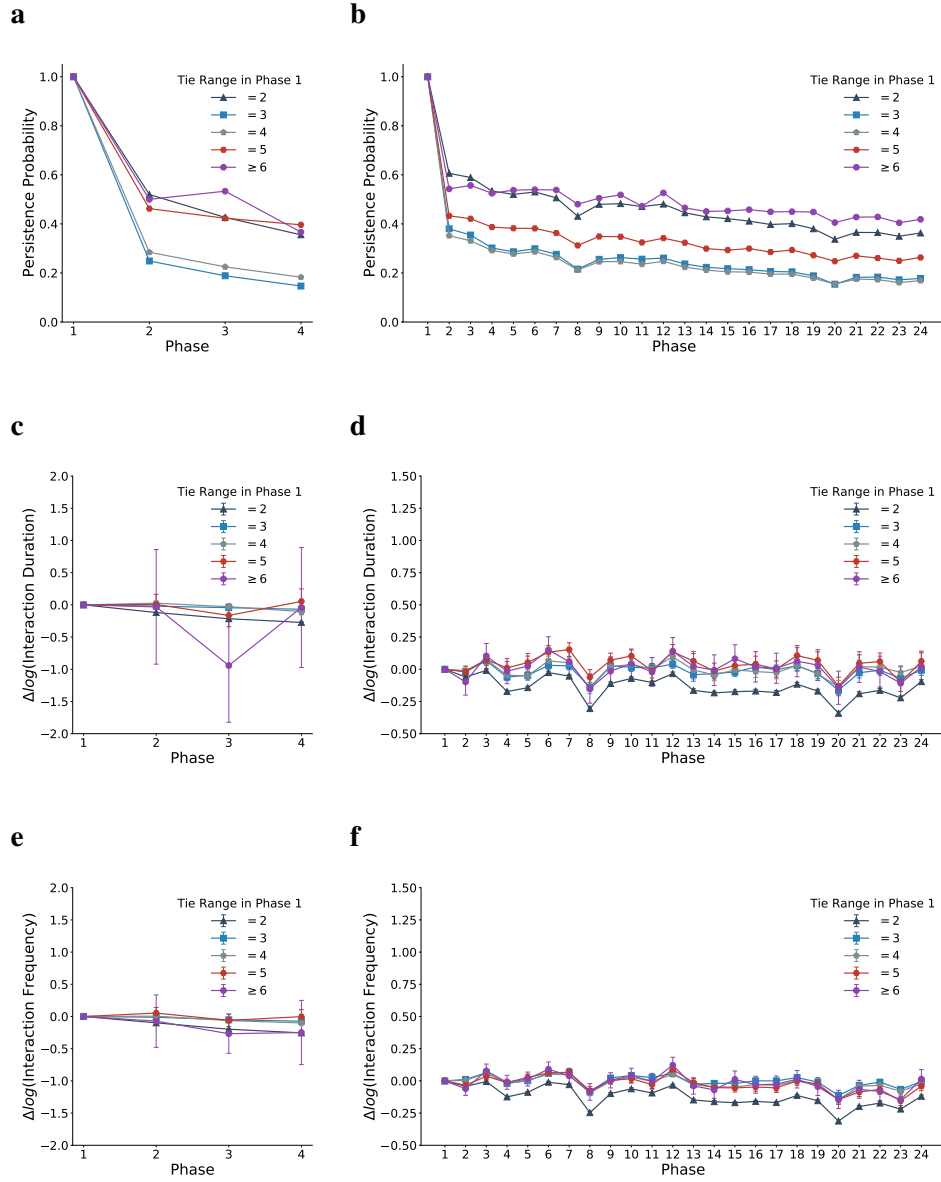 a
b
1.0
0.8
0.6
0.4
0.2
0.0
Persistence Probability
Tie Range in Phase 1
= 2
= 3
= 4
= 5
≥ 6
1 2 3 4
Phase
1.0
0.8
0.6
0.4
0.2
0.0
Persistence Probability
Tie Range in Phase 1
= 2
= 3
= 4
= 5
≥ 6
1 2 3 4 5 6 7 8 9 10 11 12 13 14 15 16 17 18 19 20 21 22 23 24
Phase
c
d
2.0
1.5
1.0
0.5
0.0
−0.5
−1.0
−1.5
−2.0
Δlog(Interaction Duration)
Tie Range in Phase 1
= 2
= 3
= 4
= 5
≥ 6
1 2 3 4
Phase
1.50
1.25
1.00
0.50
0.25
0.00
−0.25
−0.50
Δlog(Interaction Duration)
Tie Range in Phase 1
= 2
= 3
= 4
= 5
≥ 6
1 2 3 4 5 6 7 8 9 10 11 12 13 14 15 16 17 18 19 20 21 22 23 24
Phase
e
f
2.0
1.5
1.0
0.5
0.0
−0.5
−1.0
−1.5
−2.0
Δlog(Interaction Frequency)
Tie Range in Phase 1
= 2
= 3
= 4
= 5
≥ 6
1 2 3 4
Phase
1.50
1.25
1.00
0.50
0.25
0.00
−0.25
−0.50
Δlog(Interaction Frequency)
Tie Range in Phase 1
= 2
= 3
= 4
= 5
≥ 6
1 2 3 4 5 6 7 8 9 10 11 12 13 14 15 16 17 18 19 20 21 22 23 24
Phase